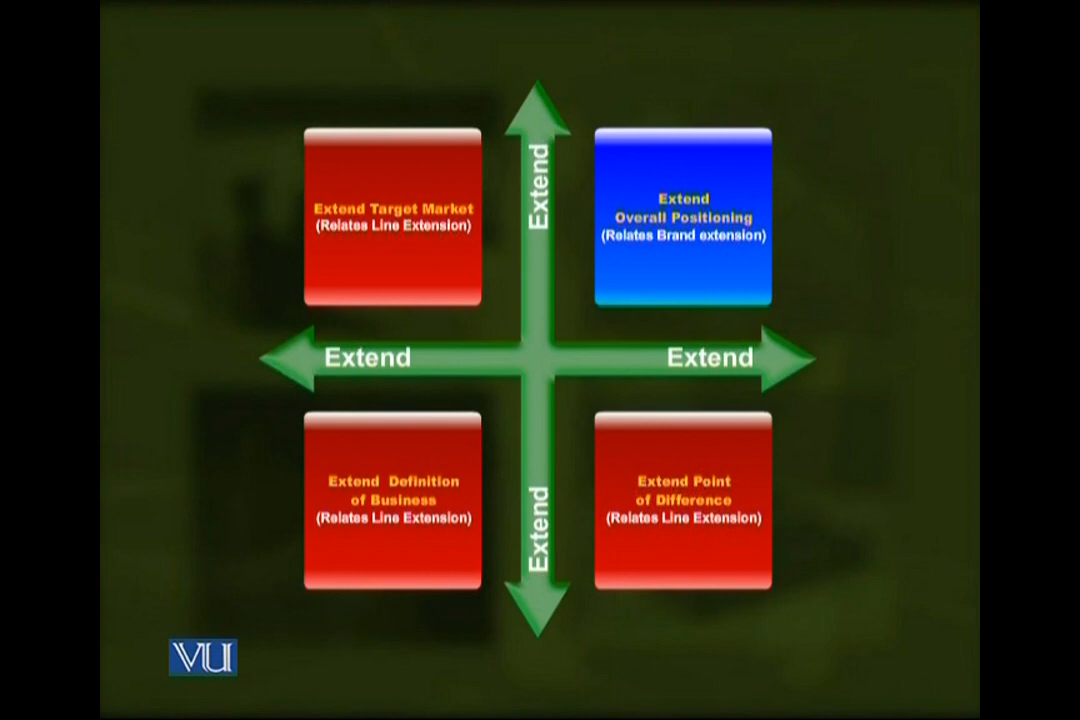 Extend
Extend Target Market
(Relates Line Extension)
Extend
Overall Positioning
(Relates Brand extension)
Extend
Extend
Extend Definition
of Business
(Relates Line Extension)
Extend Point
of Difference
(Relates Line Extension)
Extend
VU